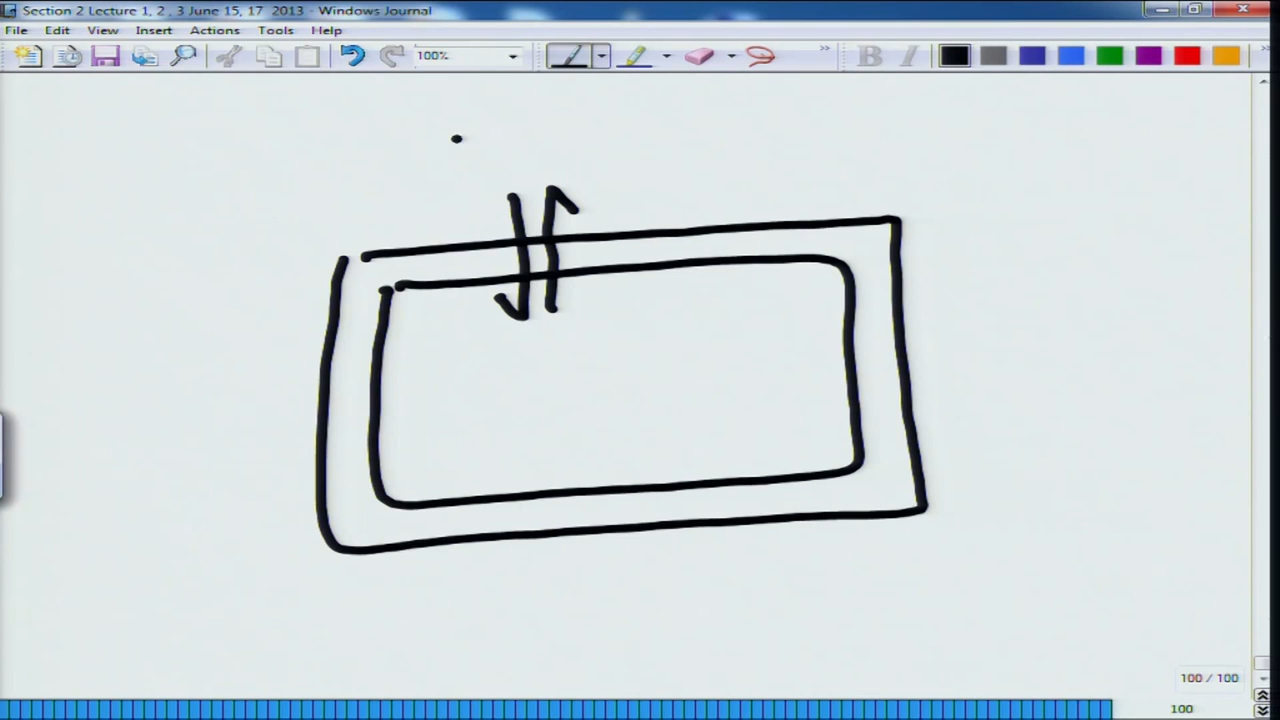 Section 2 Lecture 1, 2 , 3 June 15, 17 2013 - Windows Journal
File Edit View Insert Actions Tools Help
100% B I
100 / 100
100